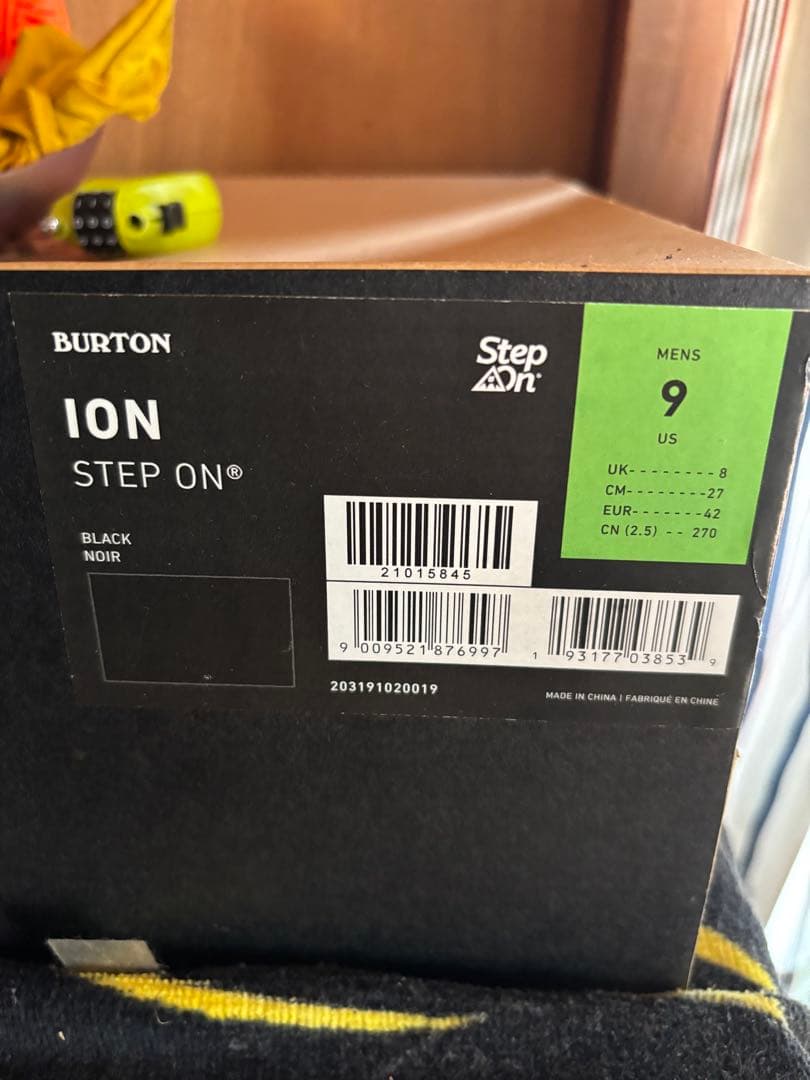 BURTON
ION
STEP ON®
BLACK
NOIR
Step
On
MENS
9
US
UK--------8
CM--------27
EUR-------42
CN (2.5) -- 270
21015845
9 009521 876997
1 93177 03853 9
203191020019
MADE IN CHINA | FABRIQUÉ EN CHINE